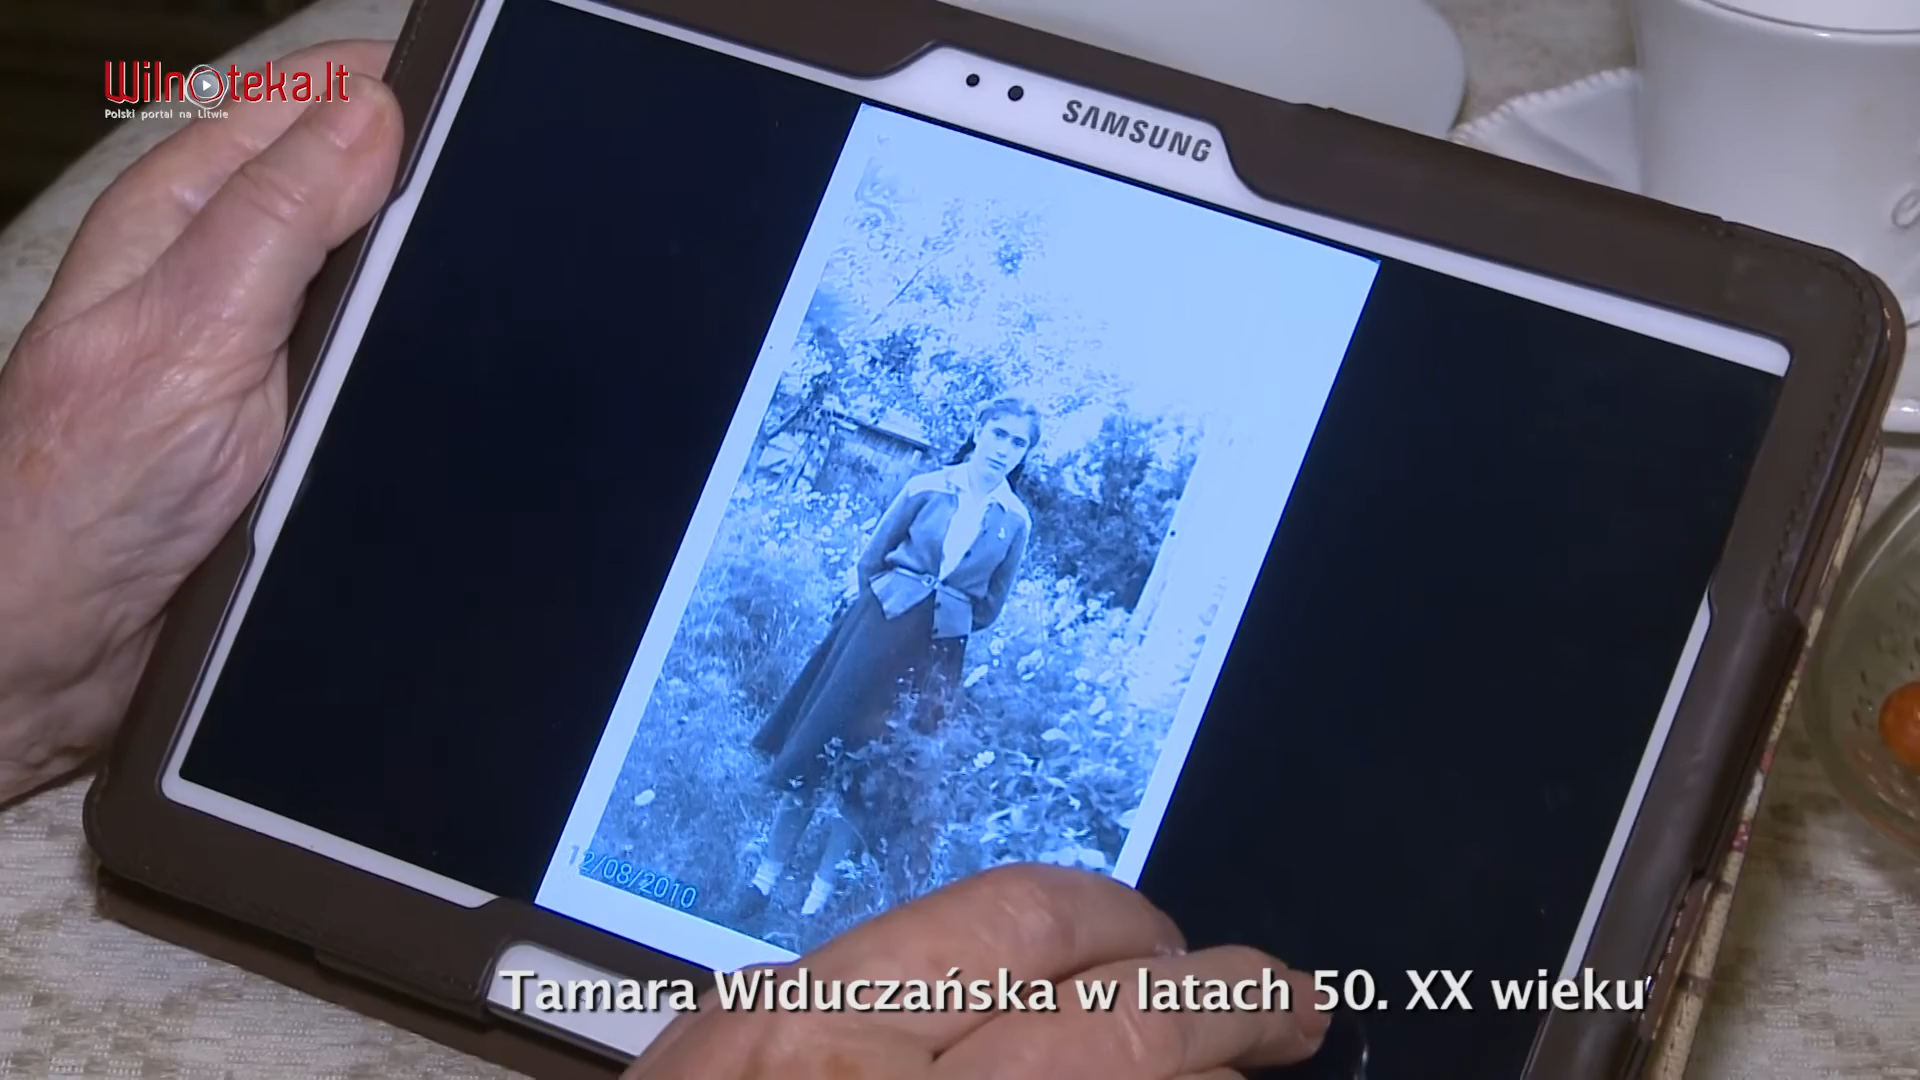 Wilnoteka.lt
Polski portal na Litwie
SAMSUNG
12/08/2010
Tamara Widuczańska w latach 50. XX wieku